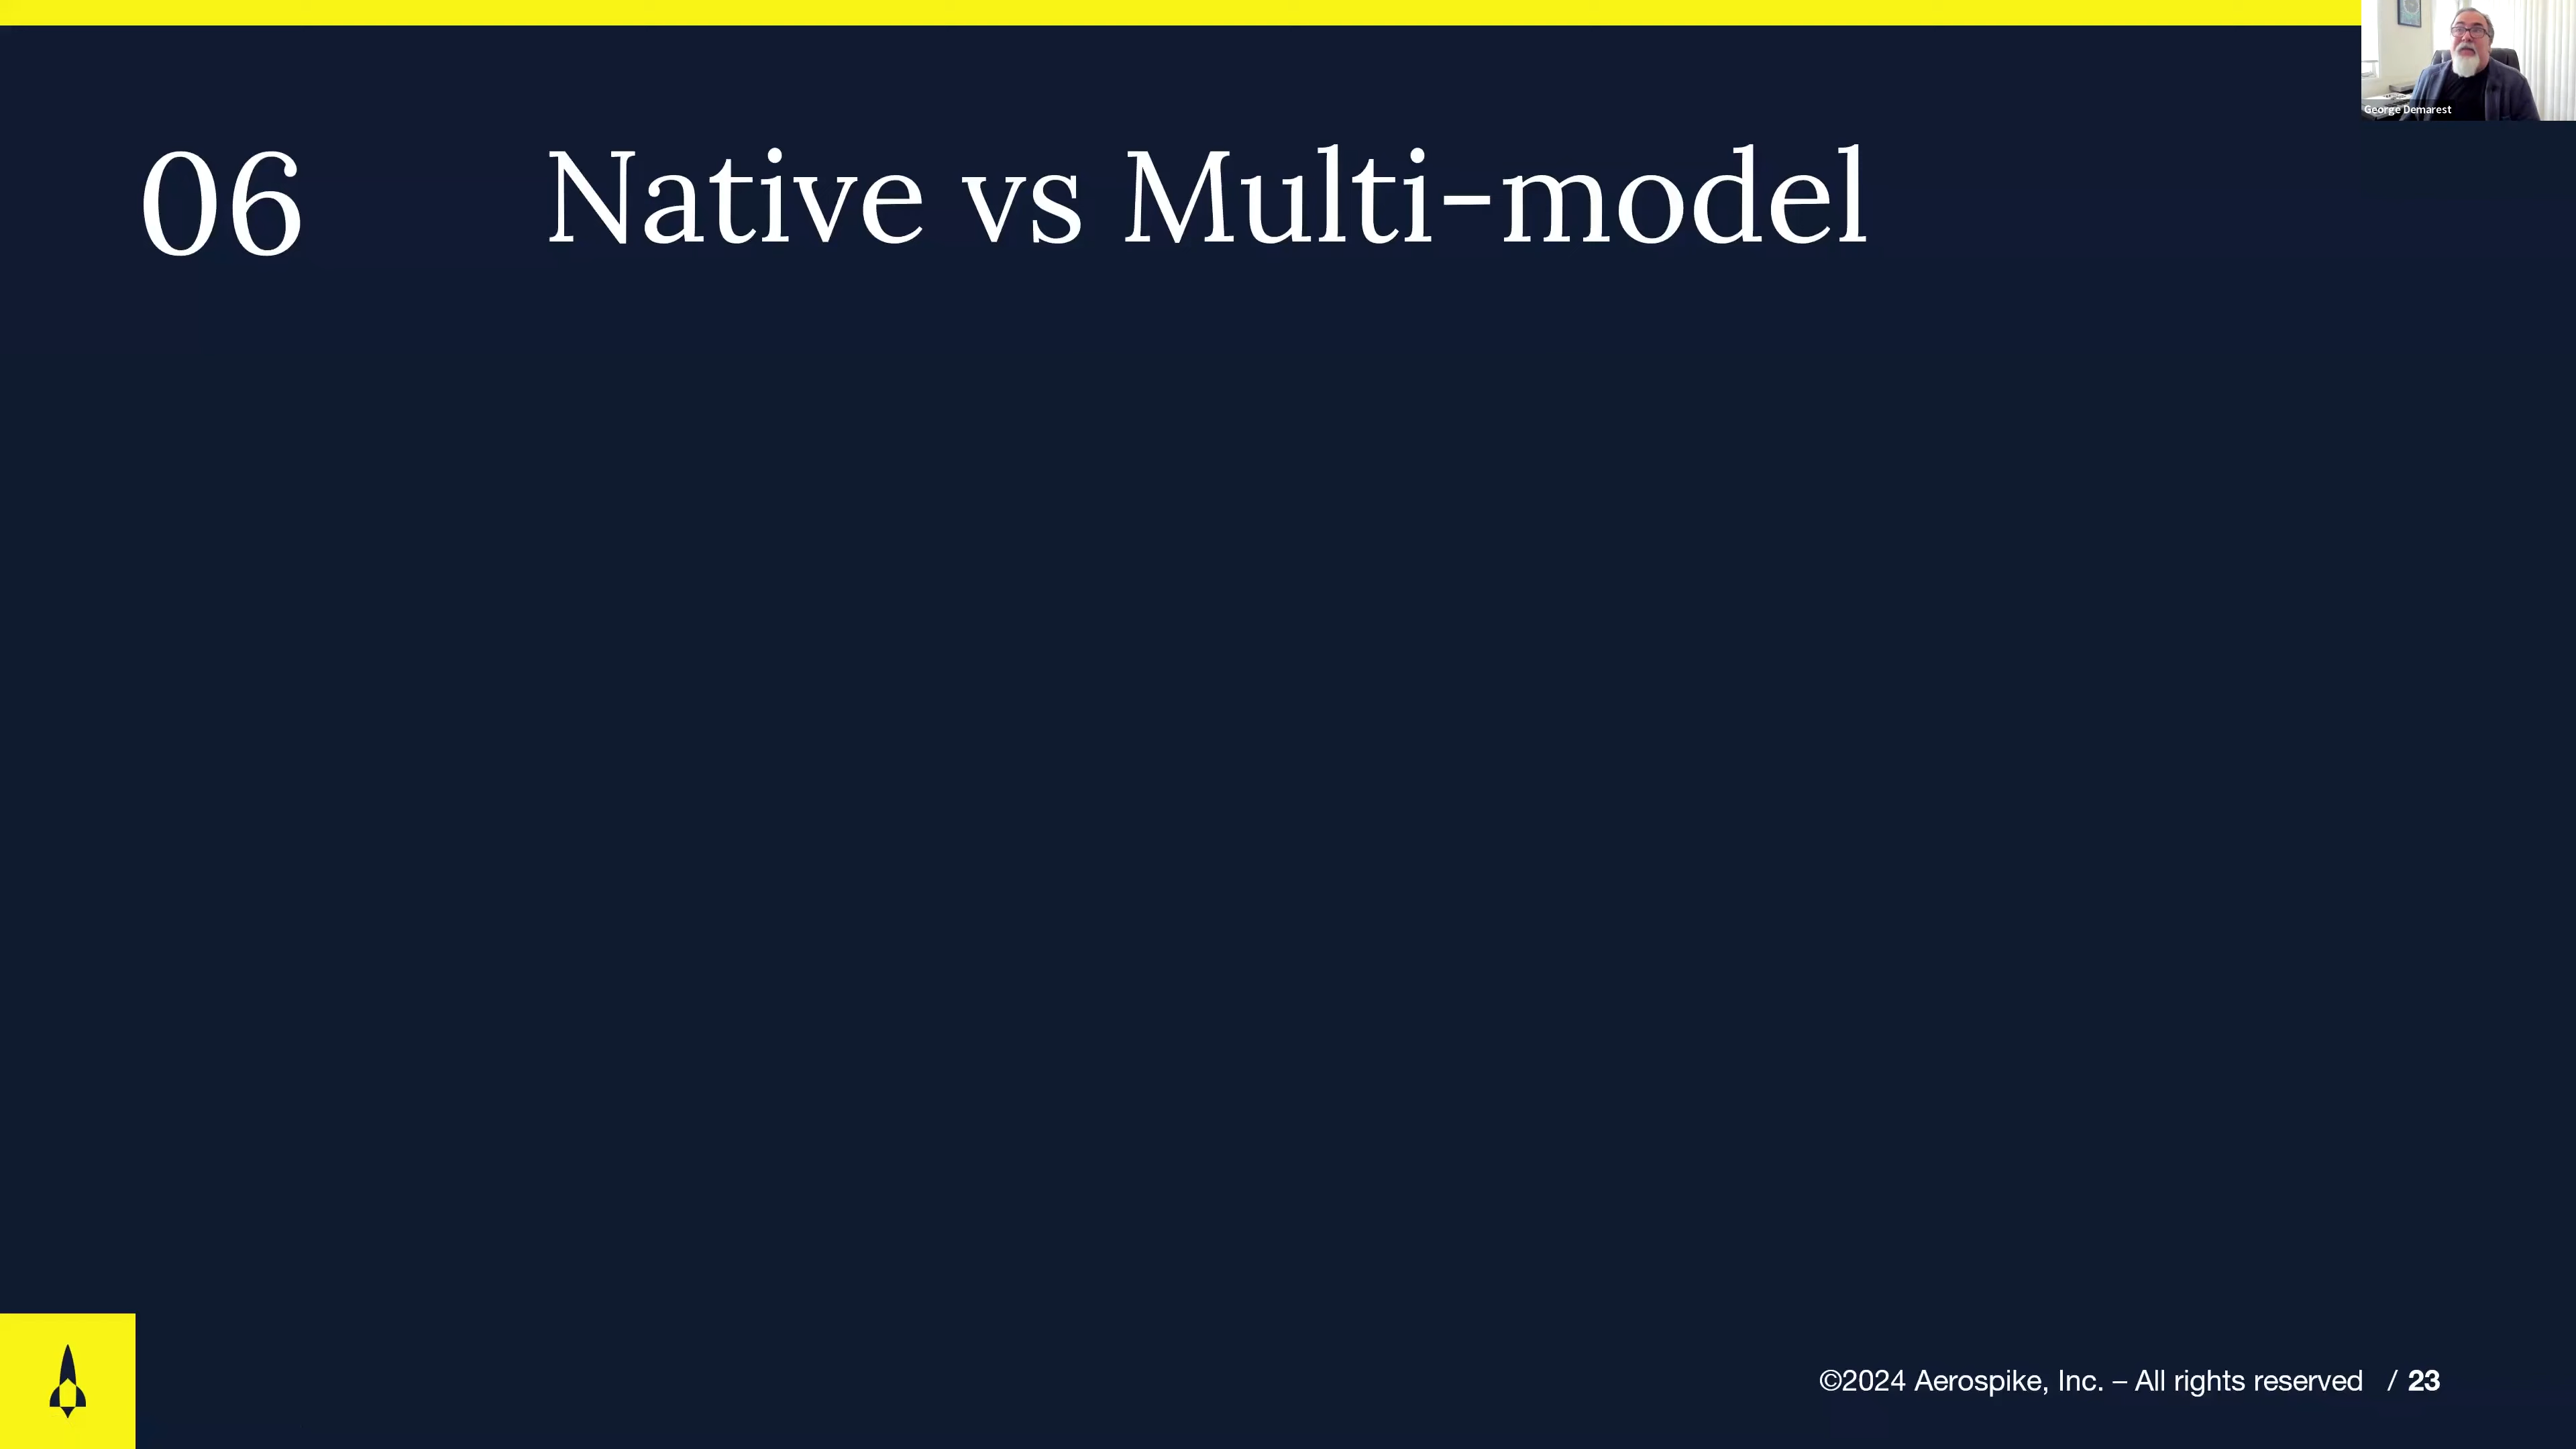 George Demarest
06 Native vs Multi-model
©2024 Aerospike, Inc. – All rights reserved / 23